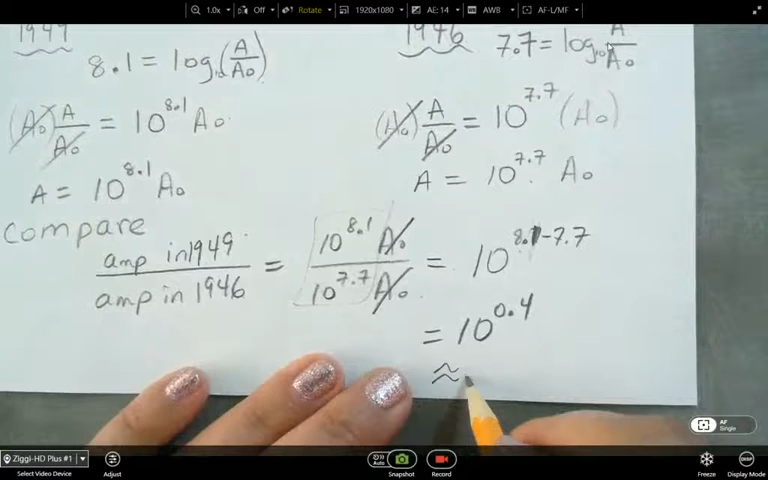 1.0x Off Rotate 1920x1080 AE: 14 AWB AF-L/MF
1949
8.1 = log₁₀(A/A₀)
(A₀) A/A₀ = 10^8.1 A₀
A = 10^8.1 A₀
1946
7.7 = log₁₀ A/A₀
(A₀) A/A₀ = 10^7.7 (A₀)
A = 10^7.7 A₀
Compare
amp in 1949 / amp in 1946 = 10^8.1 A₀ / 10^7.7 A₀ = 10^8.1-7.7
= 10^0.4
≈
AF
Single
Ziggi-HD Plus #1
Select Video Device
Adjust
Auto
Snapshot
Record
Freeze
DISP
Display Mode